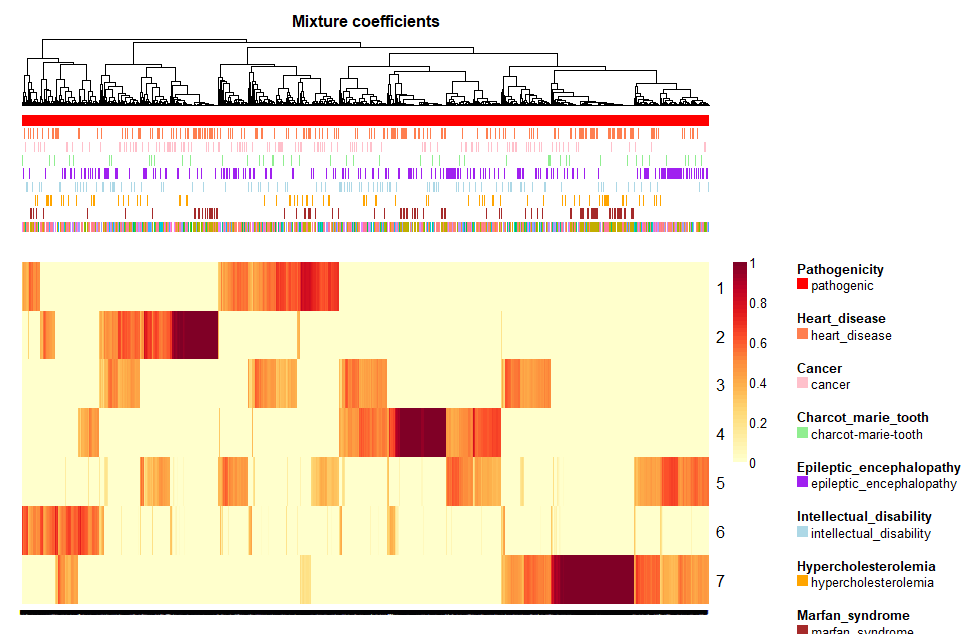 Mixture coefficients
1
2
3
4
5
6
7
1
0.8
0.6
0.4
0.2
0
Pathogenicity
pathogenic
Heart_disease
heart_disease
Cancer
cancer
Charcot_marie_tooth
charcot-marie-tooth
Epileptic_encephalopathy
epileptic_encephalopathy
Intellectual_disability
intellectual_disability
Hypercholesterolemia
hypercholesterolemia
Marfan_syndrome
marfan_syndrome